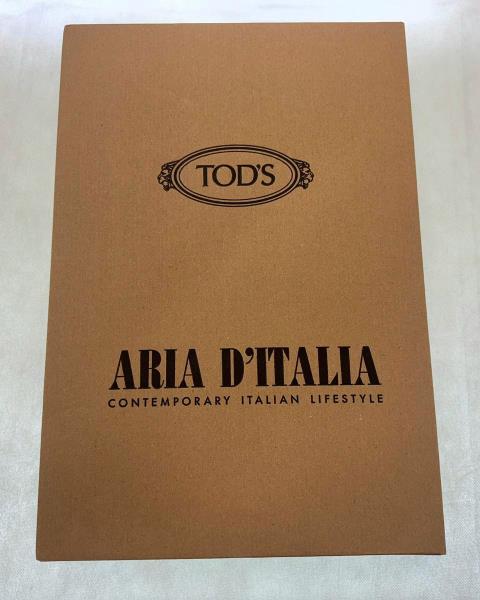 TOD'S
ARIA D'ITALIA
CONTEMPORARY ITALIAN LIFESTYLE